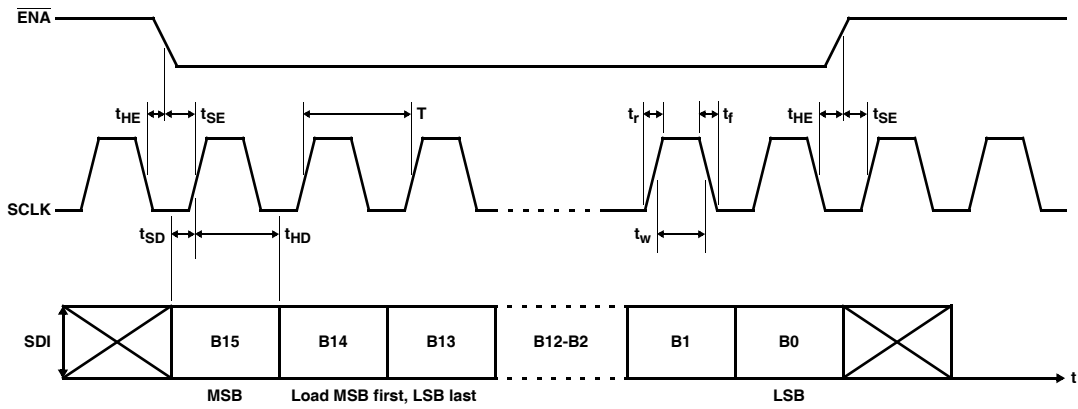 ENA
tHE tSE T tr tf tHE tSE
SCLK
tSD tHD tw
SDI B15 B14 B13 B12-B2 B1 B0 t
MSB Load MSB first, LSB last LSB